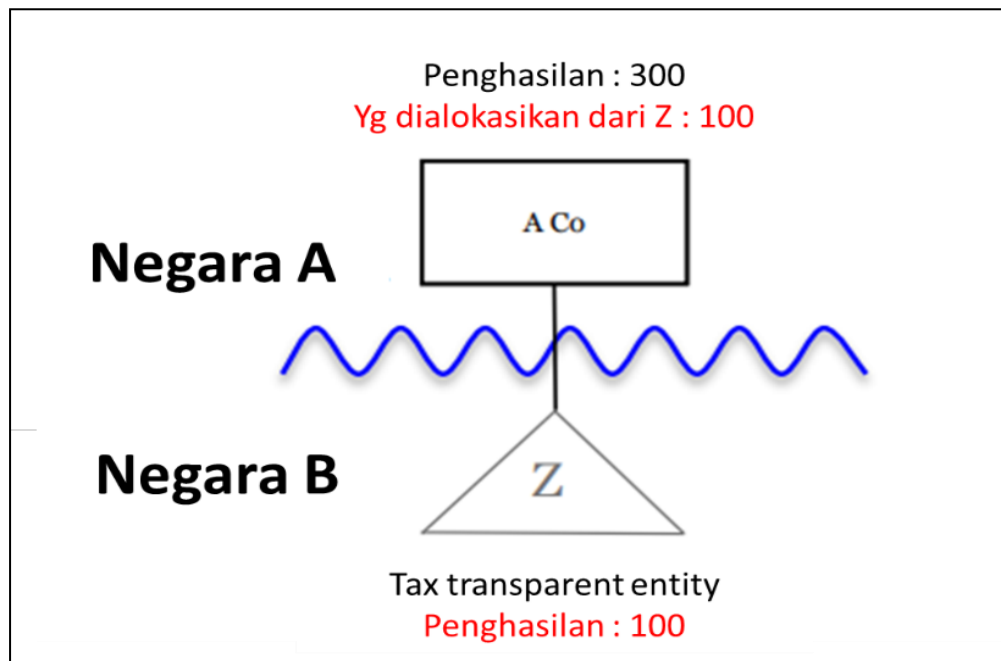 Penghasilan : 300
Yg dialokasikan dari Z : 100
A Co
Negara A
Negara B
Z
Tax transparent entity
Penghasilan : 100